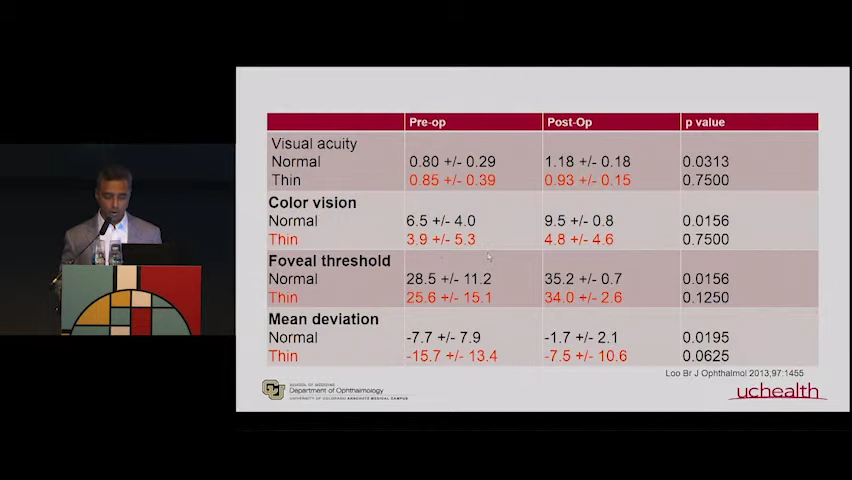 Pre-op Post-Op p value
Visual acuity
Normal 0.80 +/- 0.29 1.18 +/- 0.18 0.0313
Thin 0.85 +/- 0.39 0.93 +/- 0.15 0.7500
Color vision
Normal 6.5 +/- 4.0 9.5 +/- 0.8 0.0156
Thin 3.9 +/- 5.3 4.8 +/- 4.6 0.7500
Foveal threshold
Normal 28.5 +/- 11.2 35.2 +/- 0.7 0.0156
Thin 25.6 +/- 15.1 34.0 +/- 2.6 0.1250
Mean deviation
Normal -7.7 +/- 7.9 -1.7 +/- 2.1 0.0195
Thin -15.7 +/- 13.4 -7.5 +/- 10.6 0.0625
Loo Br J Ophthalmol 2013;97:1455
CU
SCHOOL OF MEDICINE
Department of Ophthalmology
UNIVERSITY OF COLORADO ANSCHUTZ MEDICAL CAMPUS
uchealth